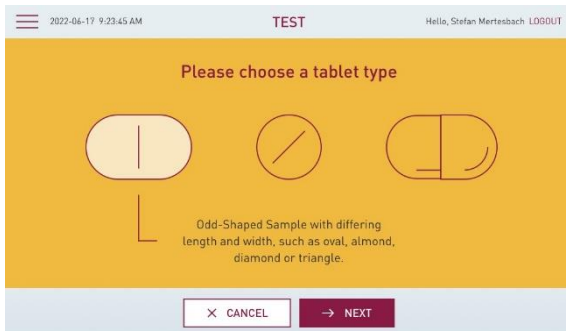 2022-06-17 9:23:45 AM
TEST
Hello, Stefan Mertesbach LOGOUT
Please choose a tablet type
Odd-Shaped Sample with differing
length and width, such as oval, almond,
diamond or triangle.
× CANCEL
→ NEXT